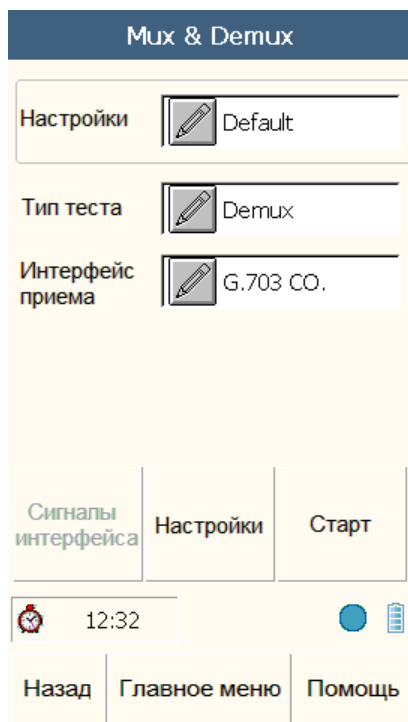 Mux & Demux
Настройки Default
Тип теста Demux
Интерфейс
приема G.703 CO.
Сигналы
интерфейса Настройки Старт
12:32
Назад Главное меню Помощь